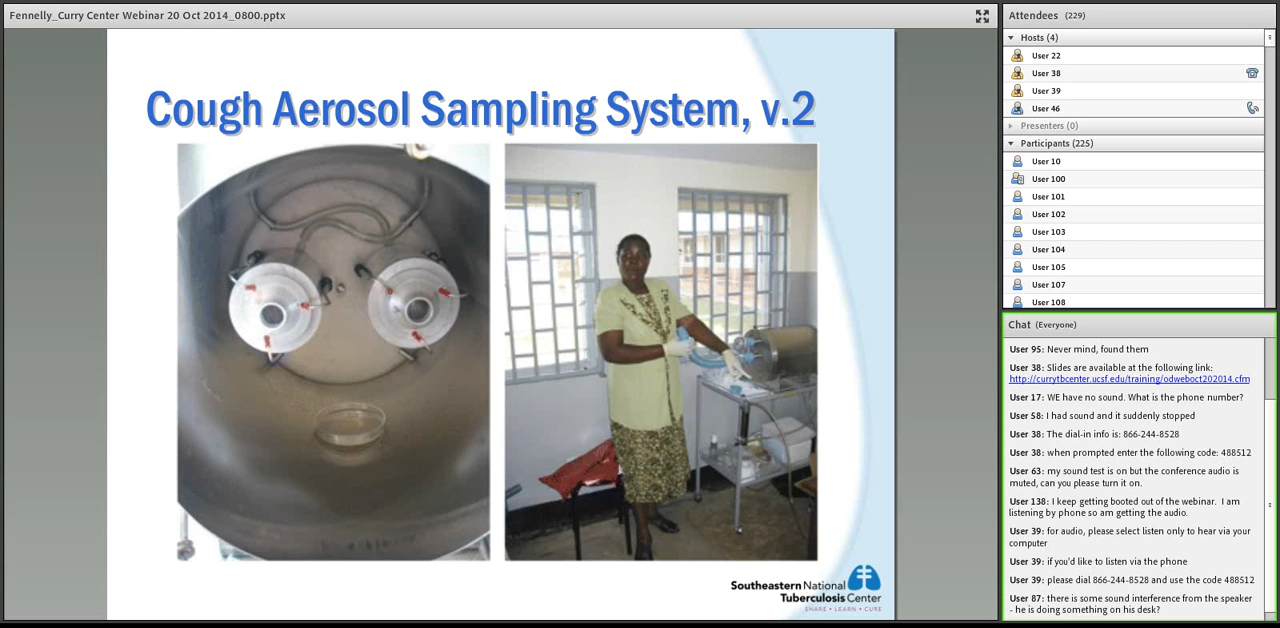 Fennelly_Curry Center Webinar 20 Oct 2014_0800.pptx
Cough Aerosol Sampling System, v.2
Southeastern National
Tuberculosis Center
SHARE • LEARN • CURE
Attendees (229)
Hosts (4)
User 22
User 38
User 39
User 46
Presenters (0)
Participants (225)
User 10
User 100
User 101
User 102
User 103
User 104
User 105
User 107
User 108
Chat (Everyone)
User 95: Never mind, found them
User 38: Slides are available at the following link:
http://currytbcenter.ucsf.edu/training/odweboct202014.cfm
User 17: WE have no sound. What is the phone number?
User 58: I had sound and it suddenly stopped
User 38: The dial-in info is: 866-244-8528
User 38: when prompted enter the following code: 488512
User 63: my sound test is on but the conference audio is
muted, can you please turn it on.
User 138: I keep getting booted out of the webinar. I am
listening by phone so am getting the audio.
User 39: for audio, please select listen only to hear via your
computer
User 39: if you'd like to listen via the phone
User 39: please dial 866-244-8528 and use the code 488512
User 87: there is some sound interference from the speaker
- he is doing something on his desk?